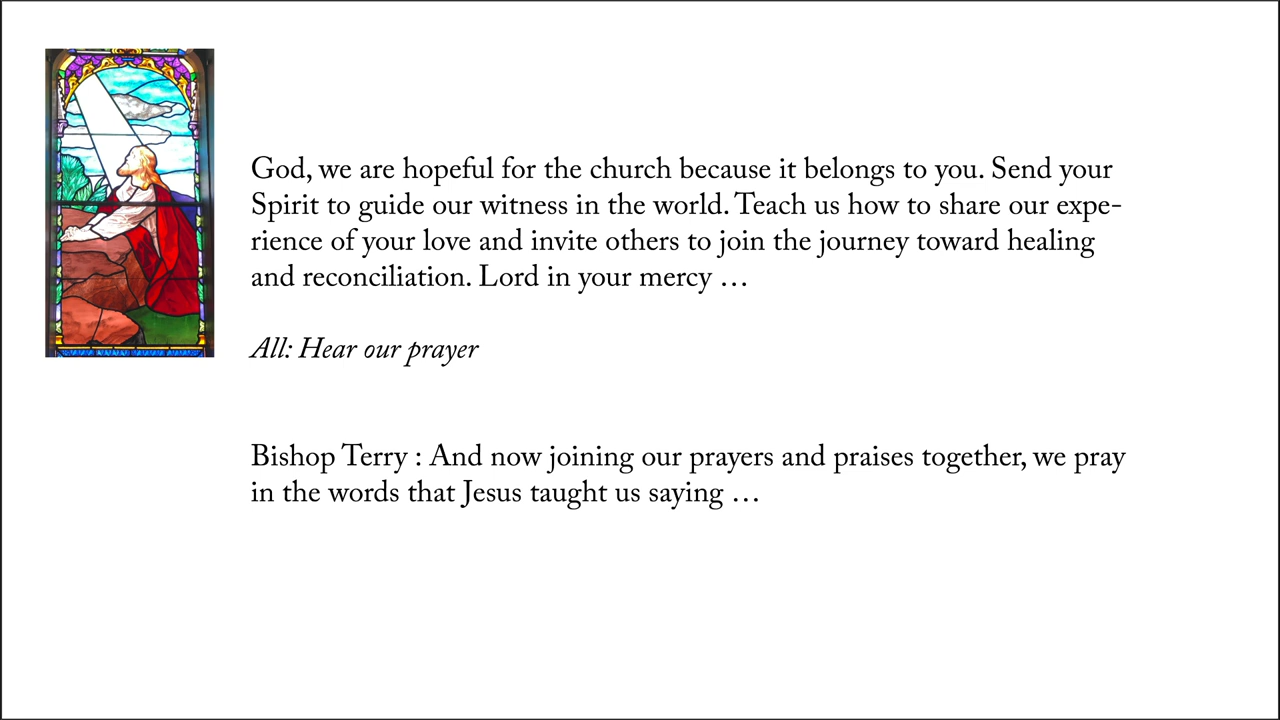 God, we are hopeful for the church because it belongs to you. Send your
Spirit to guide our witness in the world. Teach us how to share our expe-
rience of your love and invite others to join the journey toward healing
and reconciliation. Lord in your mercy …
All: Hear our prayer
Bishop Terry : And now joining our prayers and praises together, we pray
in the words that Jesus taught us saying …